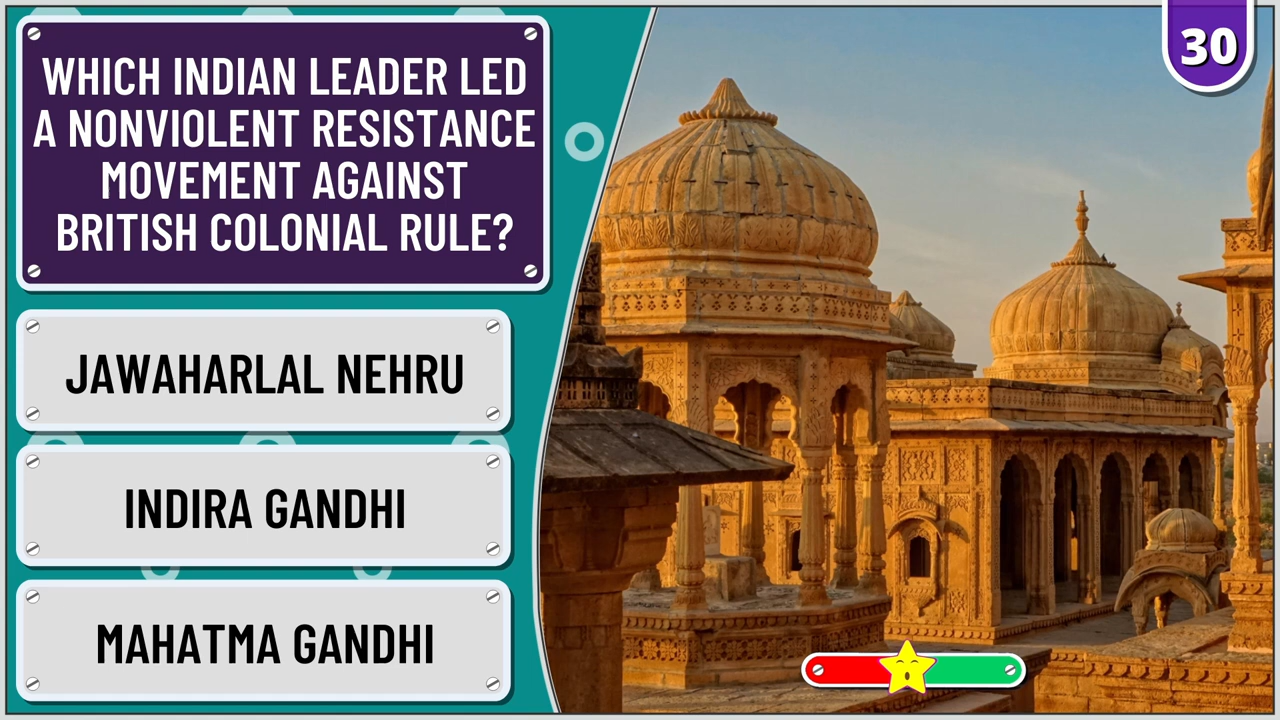 WHICH INDIAN LEADER LED
A NONVIOLENT RESISTANCE
MOVEMENT AGAINST
BRITISH COLONIAL RULE?
30
JAWAHARLAL NEHRU
INDIRA GANDHI
MAHATMA GANDHI